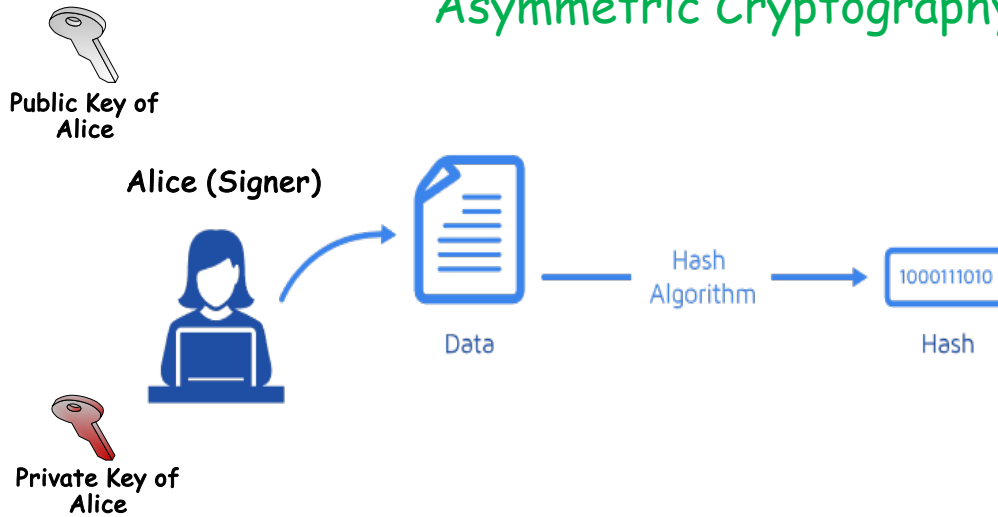 Asymmetric Cryptography
Public Key of
Alice
Alice (Signer)
Hash
Algorithm
1000111010
Data
Hash
Private Key of
Alice